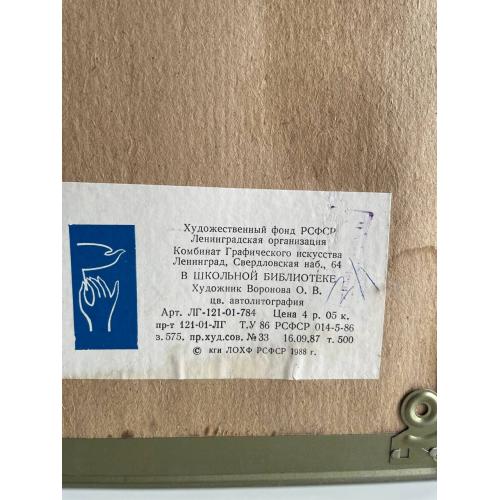 Художественный фонд РСФСР
Ленинградская организация
Комбинат Графического искусства
Ленинград, Свердловская наб., 64
В ШКОЛЬНОЙ БИБЛИОТЕКЕ
Художник Воронова О. В.
цв. автолитография
Арт. ЛГ-121-01-784 Цена 4 р. 05 к.
пр-т 121-01-ЛГ Т.У 86 РСФСР 014-5-86
з. 575. пр.худ.сов. №33 16.09.87 т. 500
© кги ЛОХФ РСФСР 1988 г.